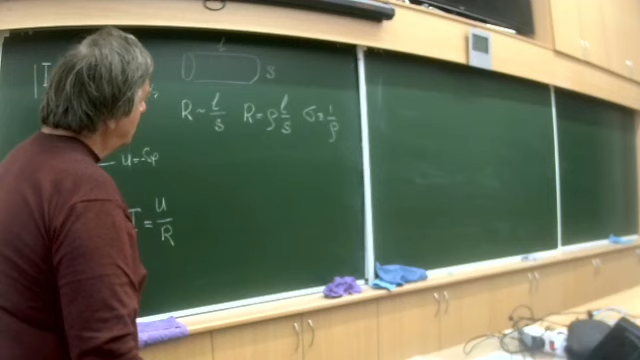 l
S
R ~ l/s   R = ρ l/s   σ = 1/ρ
I = U/R